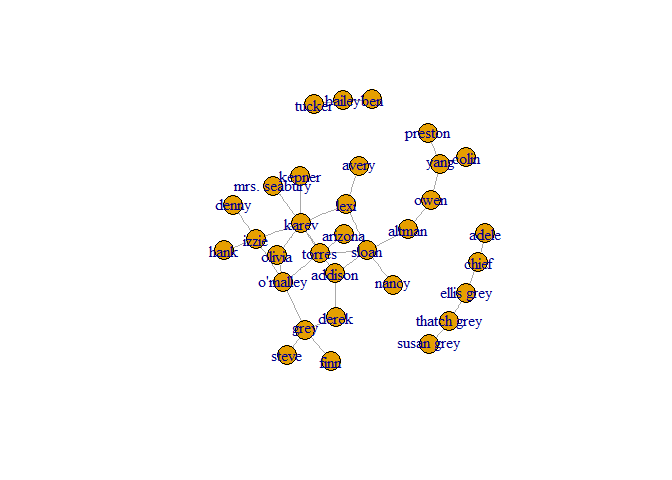 tucker
bailey
ben
preston
yang
colin
avery
kepner
mrs. seabury
denny
lexi
owen
karev
altman
adele
arizona
izzie
hank
olivia
torres
sloan
chief
addison
o'malley
nancy
ellis grey
derek
thatch grey
grey
susan grey
steve
finn